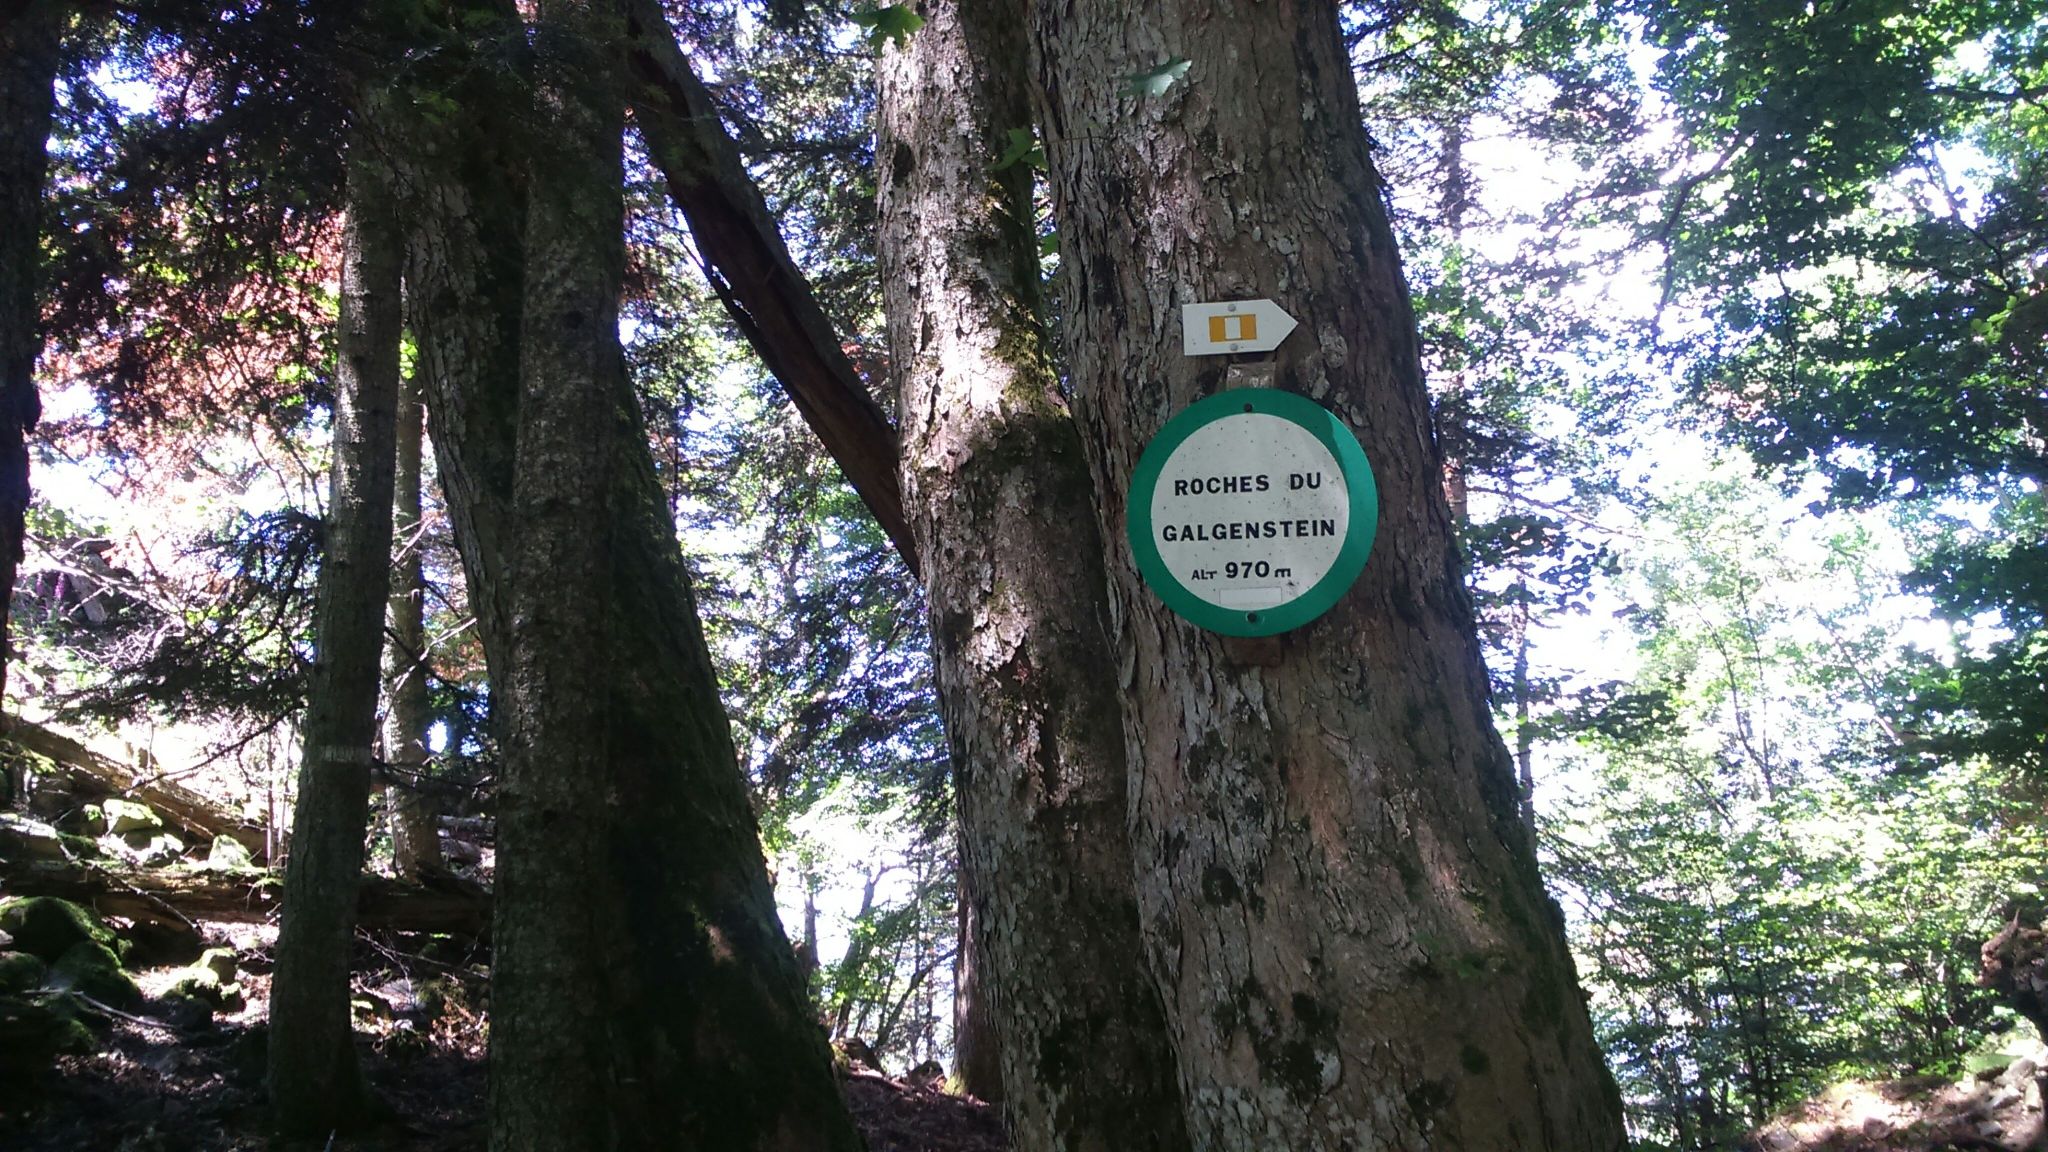 ROCHES DU
GALGENSTEIN
ALT 970 m